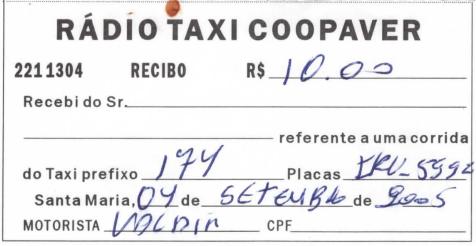 RÁDIO TAXI COOPAVER
2211304 RECIBO R$ 10.00
Recebi do Sr.
referente a uma corrida
do Taxi prefixo 174 Placas
Santa Maria, 04 de SETEMBRO de 2005
MOTORISTA VALDIR CPF